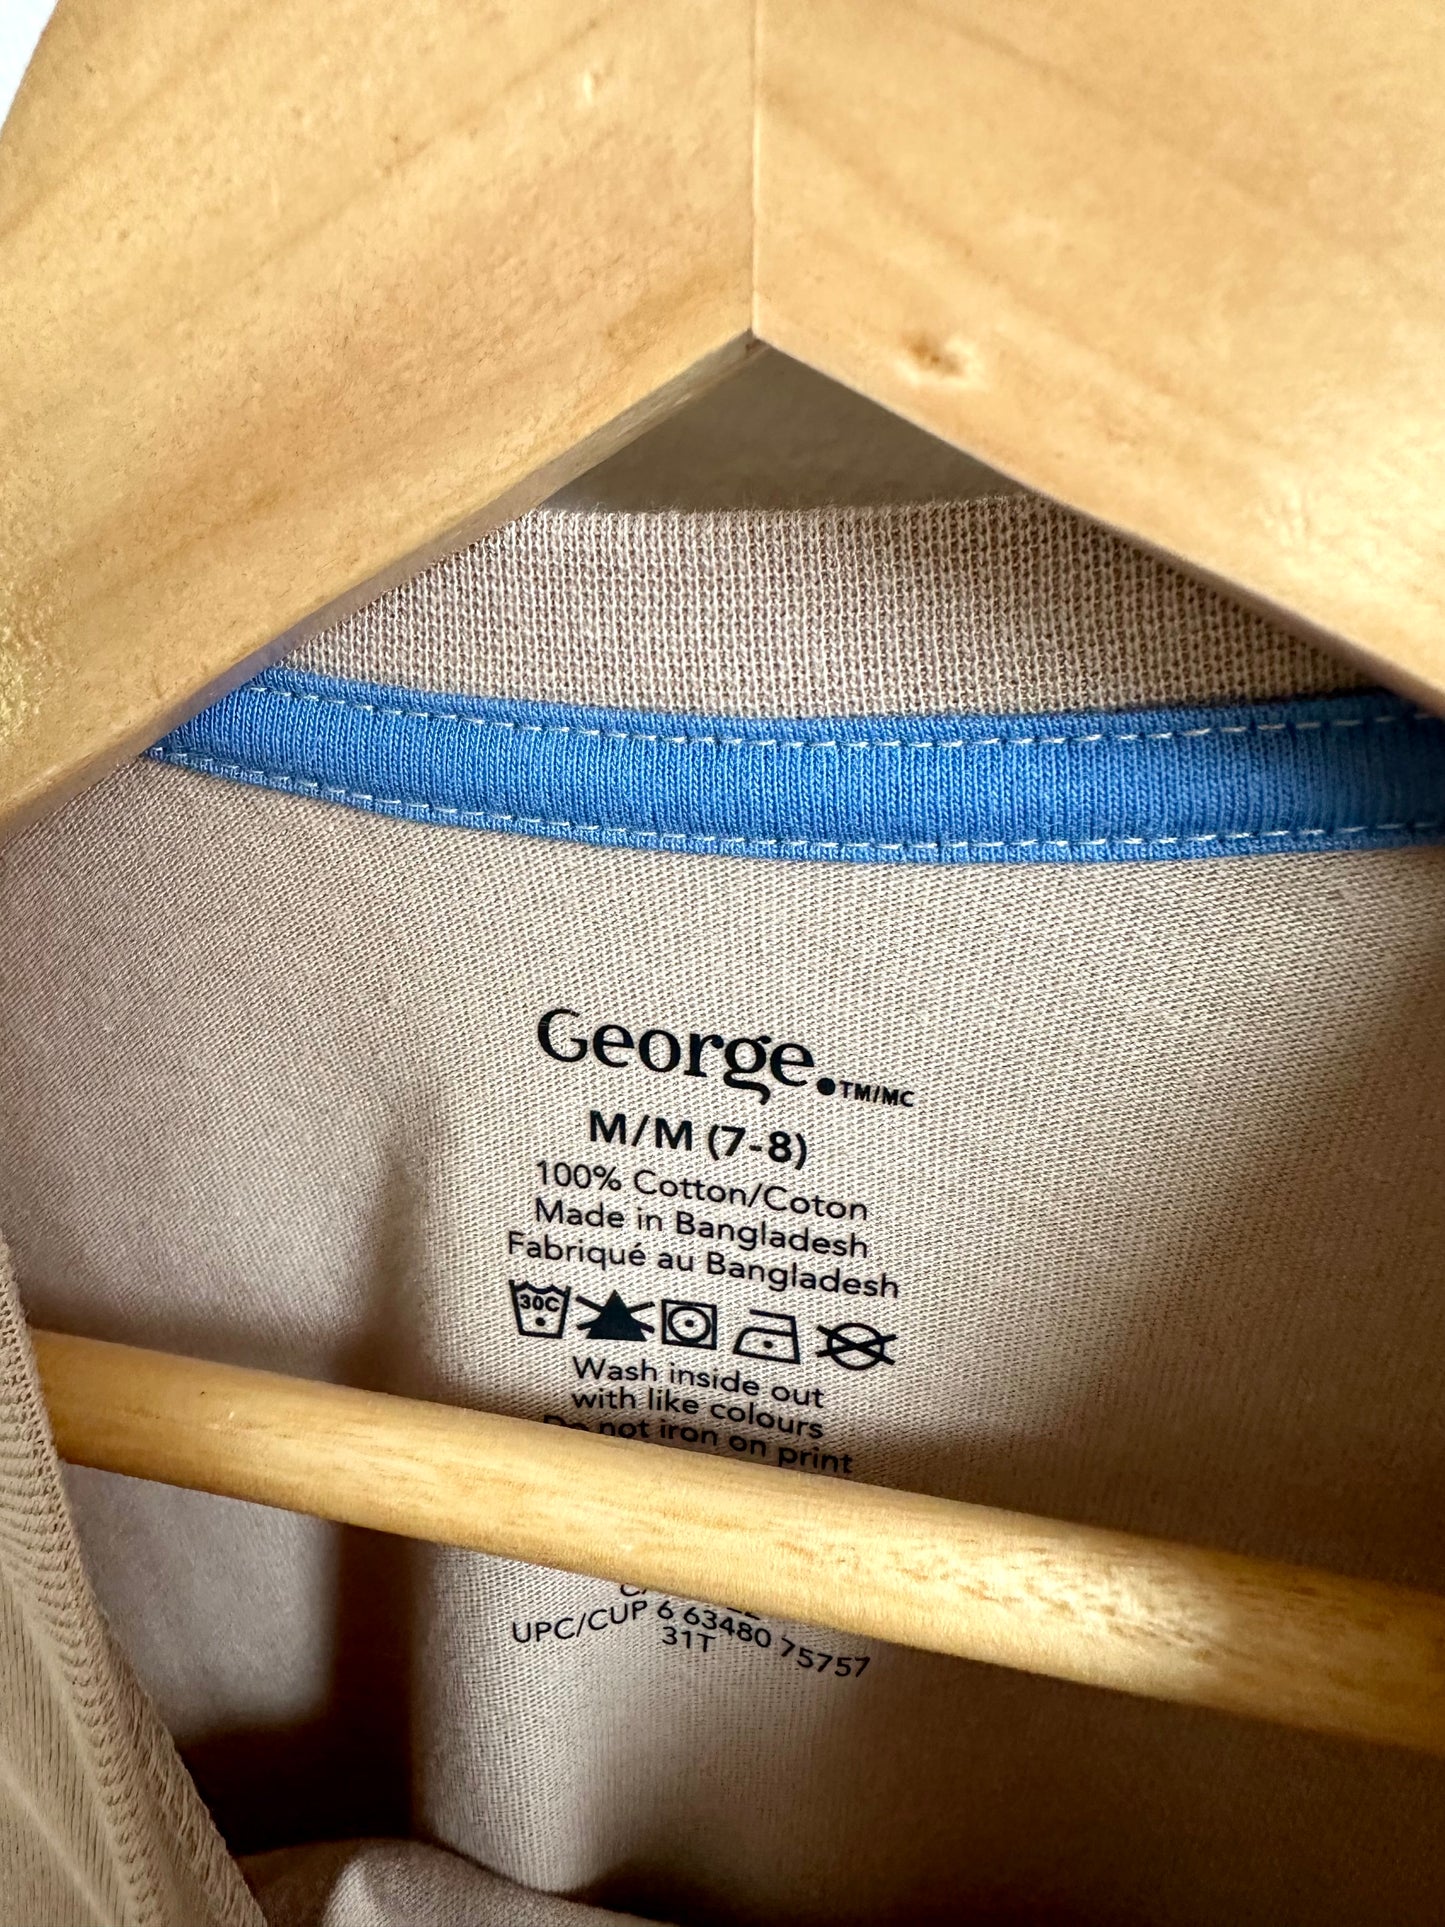 George.TM/MC
M/M (7-8)
100% Cotton/Coton
Made in Bangladesh
Fabriqué au Bangladesh
30C
Wash inside out
with like colours
Do not iron on print
UPC/CUP 6 63480 75757
31T